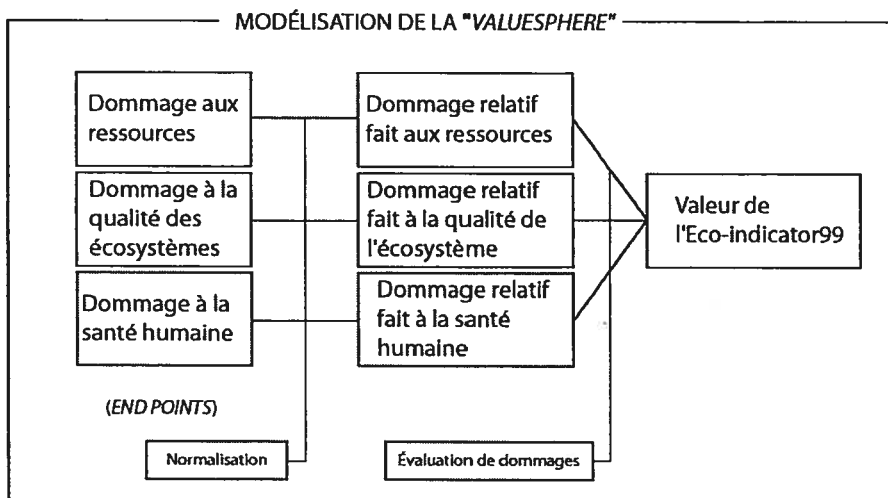 MODÉLISATION DE LA "VALUESPHERE"
Dommage aux
ressources
Dommage relatif
fait aux ressources
Dommage à la
qualité des
écosystèmes
Dommage relatif
fait à la qualité de
l'écosystème
Valeur de
l'Eco-indicator99
Dommage à la
santé humaine
Dommage relatif
fait à la santé
humaine
(END POINTS)
Normalisation
Évaluation de dommages